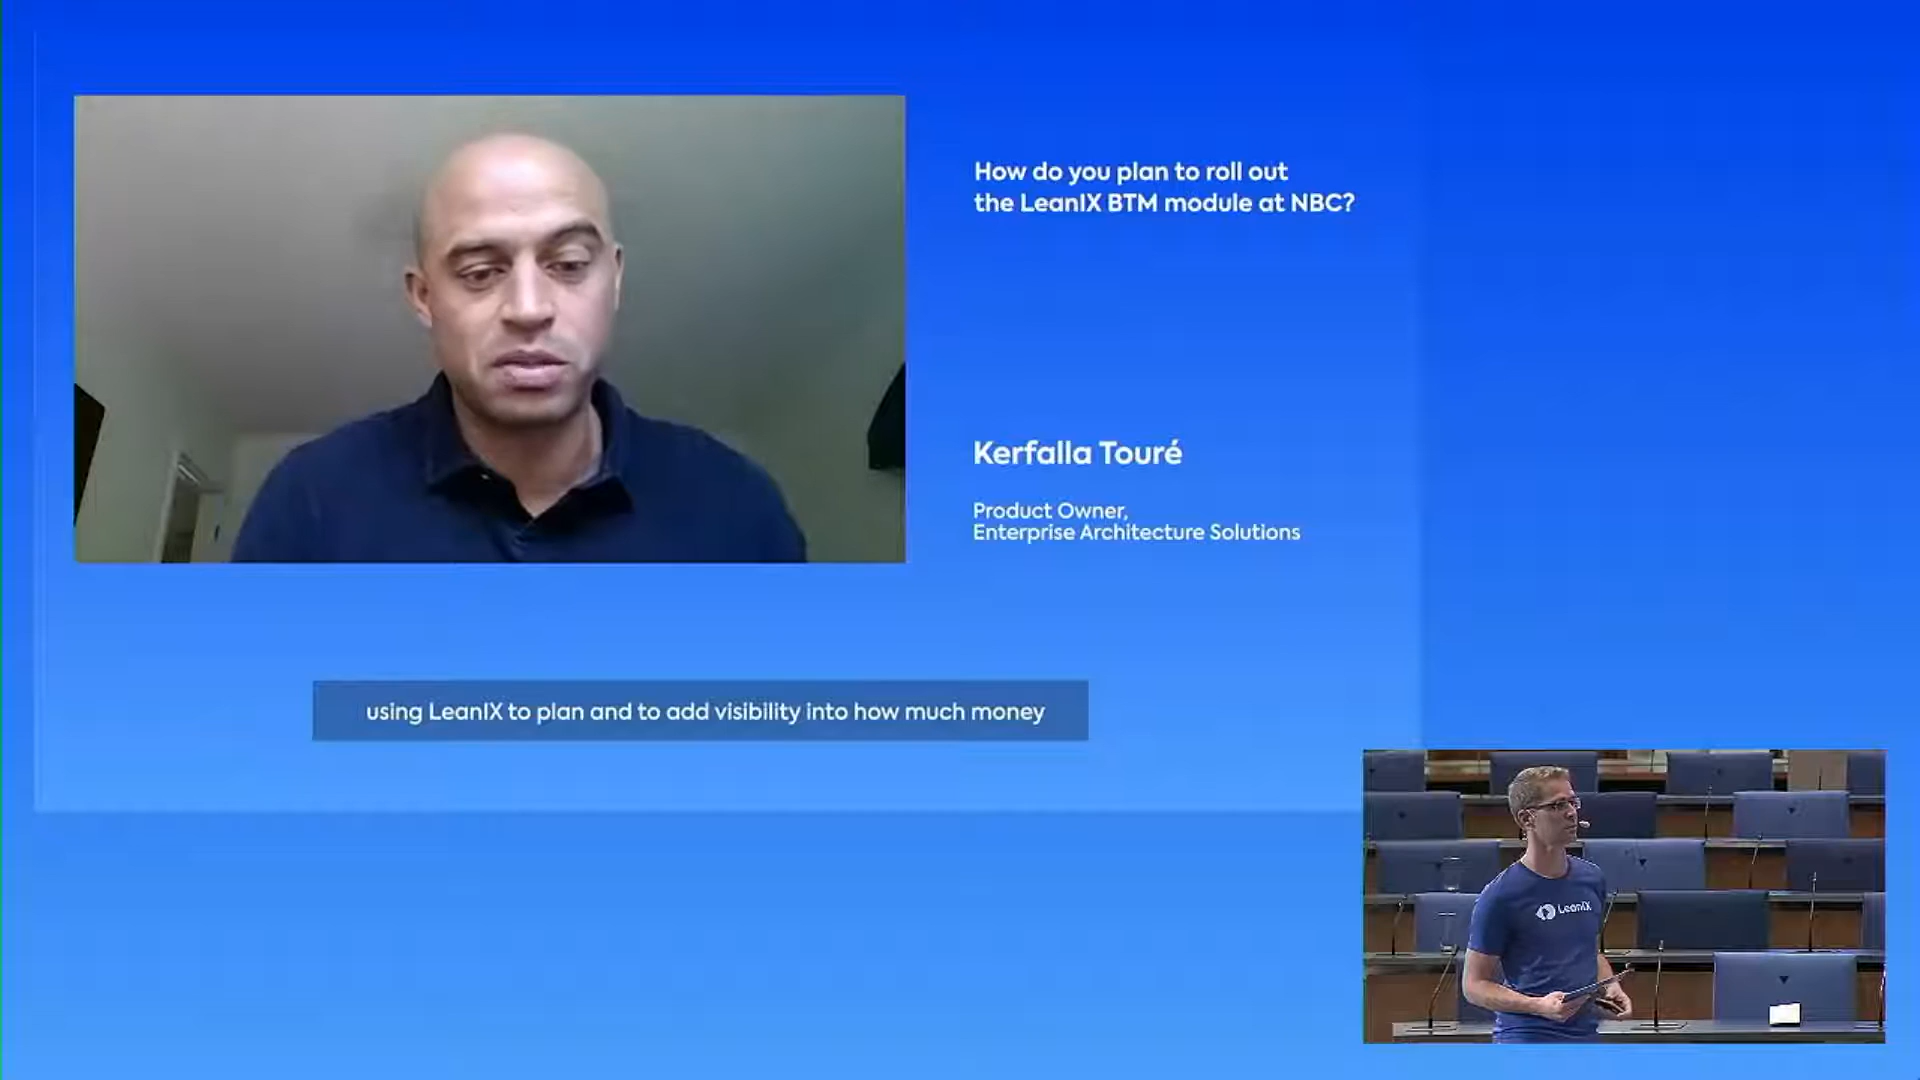 How do you plan to roll out
the LeanIX BTM module at NBC?
Kerfalla Touré
Product Owner,
Enterprise Architecture Solutions
using LeanIX to plan and to add visibility into how much money
LeanIX